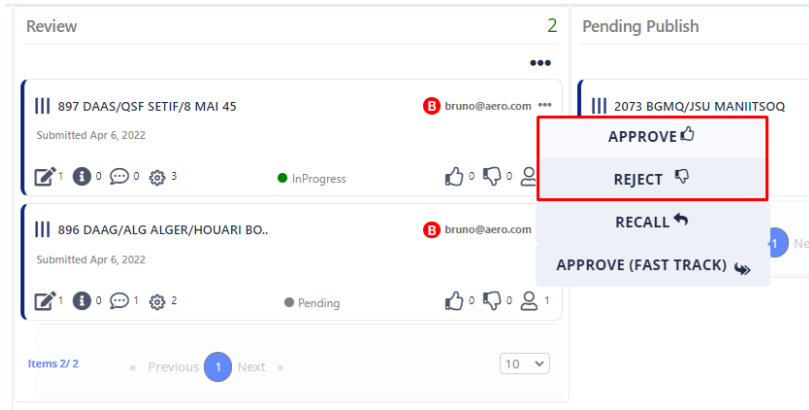 Review 2
•••
897 DAAS/QSF SETIF/8 MAI 45
B bruno@aero.com •••
Submitted Apr 6, 2022
1 0 0 3
InProgress
0 0
896 DAAG/ALG ALGER/HOUARI BO..
B bruno@aero.com
Submitted Apr 6, 2022
1 0 1 2
Pending
0 0 1
Items 2/ 2
« Previous 1 Next »
10
Pending Publish
2073 BGMQ/JSU MANIITSOQ
APPROVE
REJECT
RECALL
APPROVE (FAST TRACK)
1 Ne